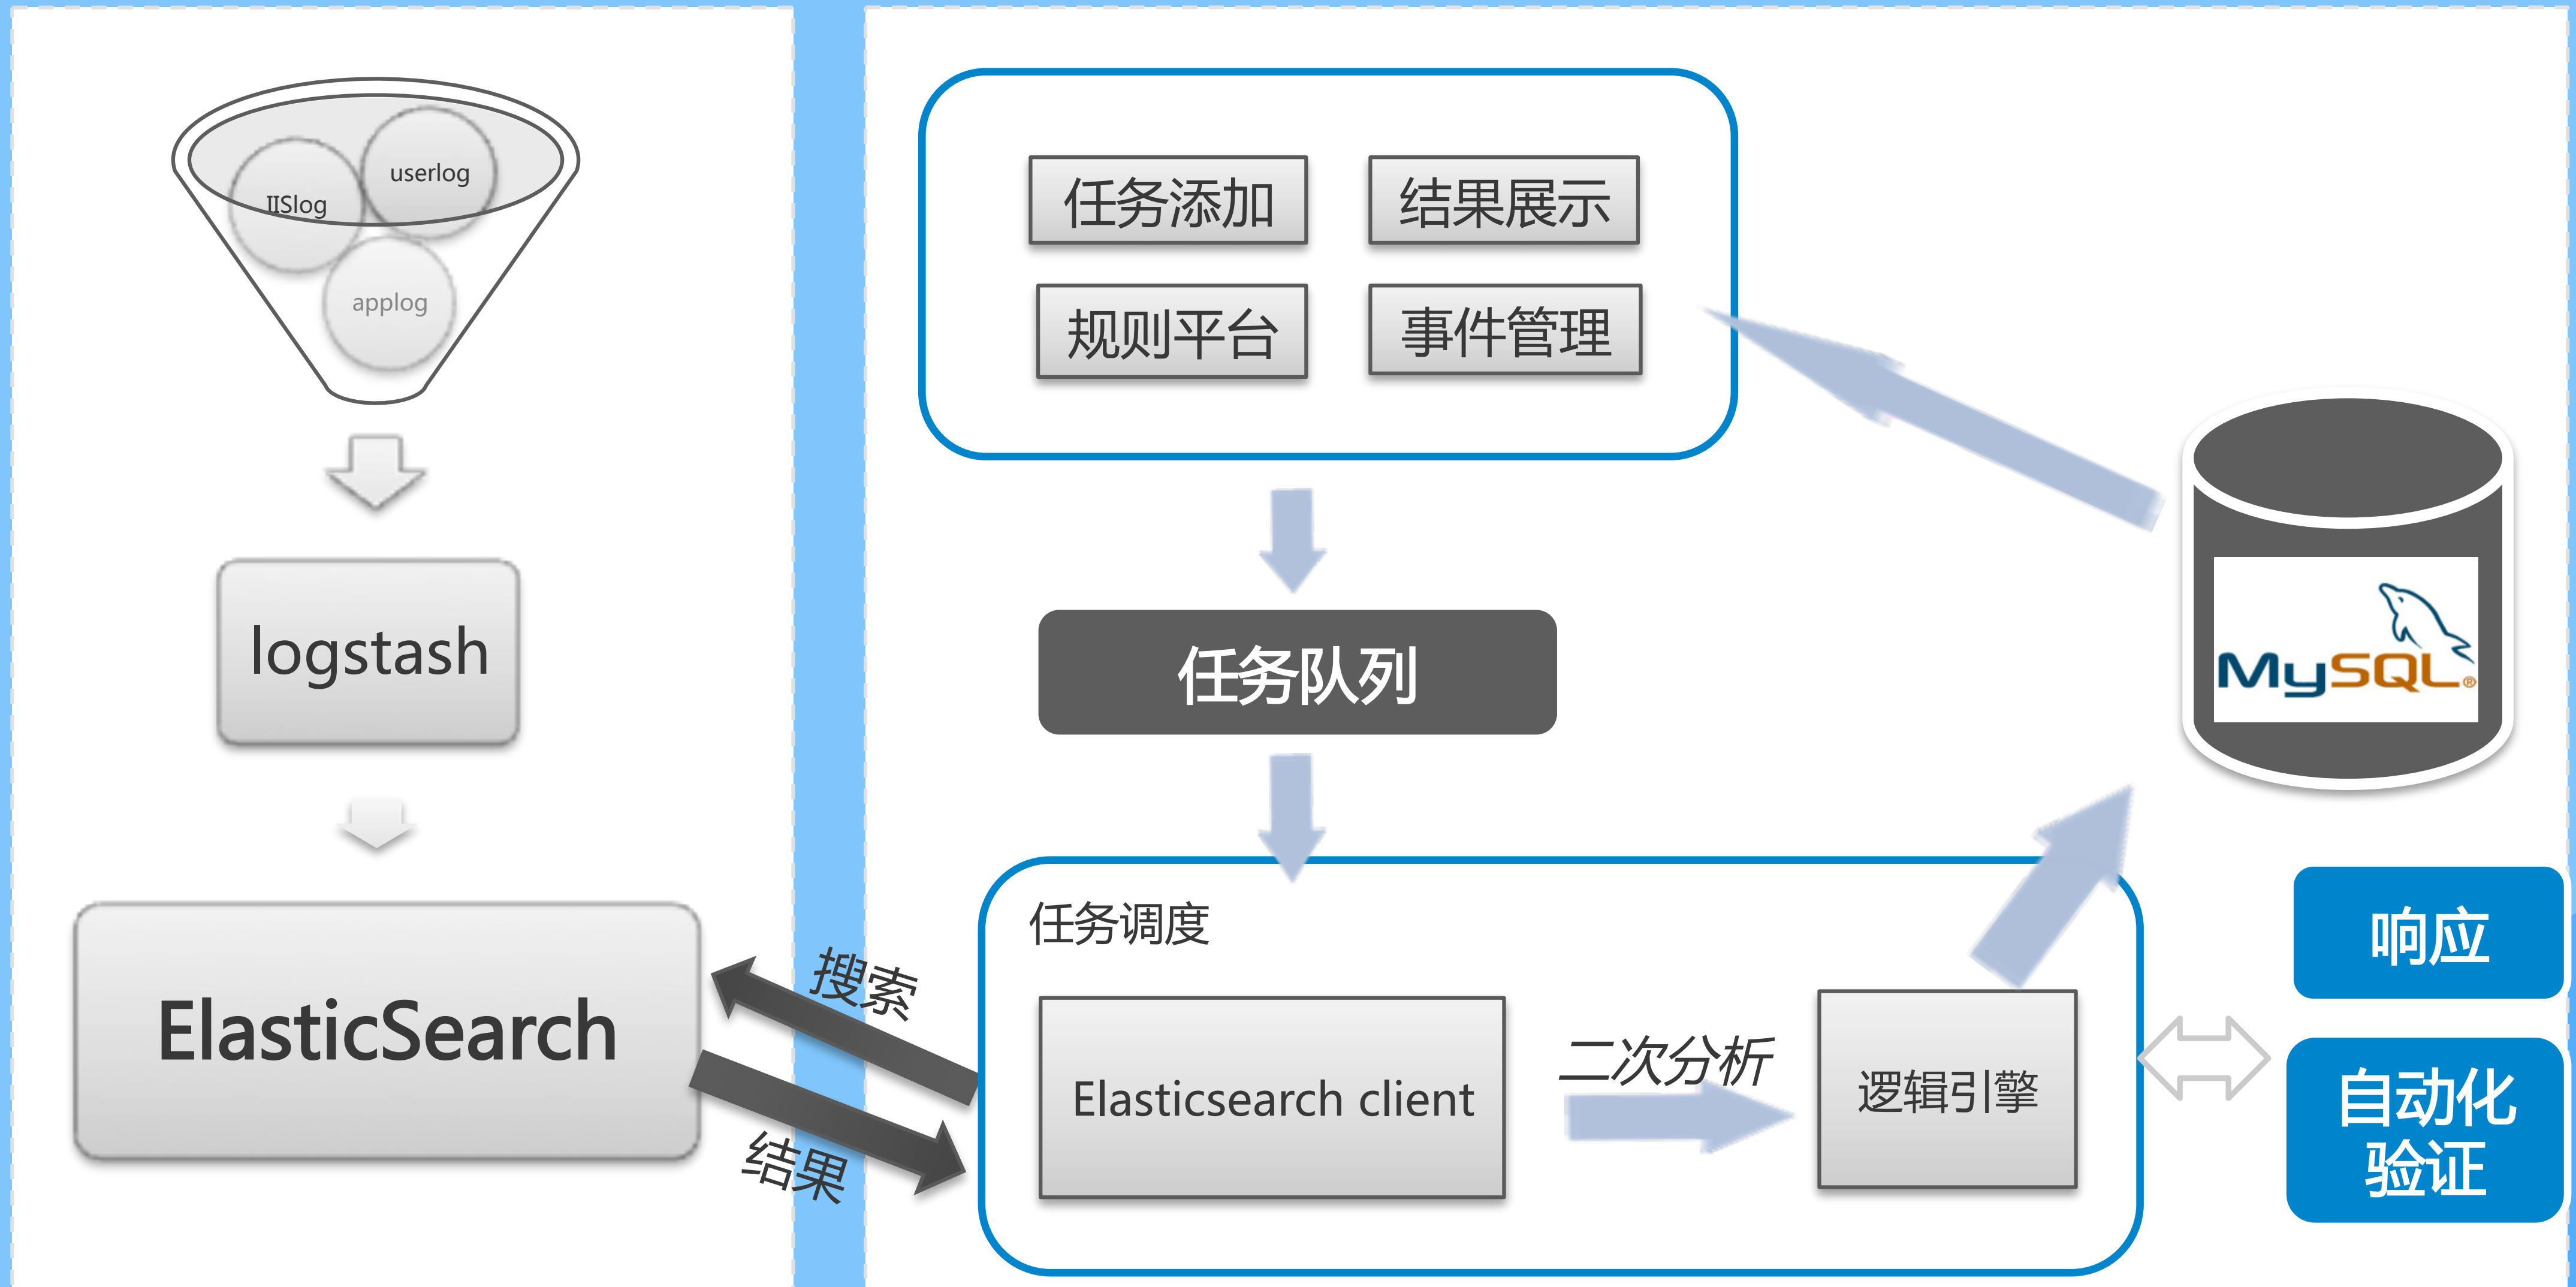 userlog
IISlog
applog
logstash
ElasticSearch
搜索
结果
任务添加
结果展示
规则平台
事件管理
任务队列
任务调度
Elasticsearch client
二次分析
逻辑引擎
MySQL®
响应
自动化
验证